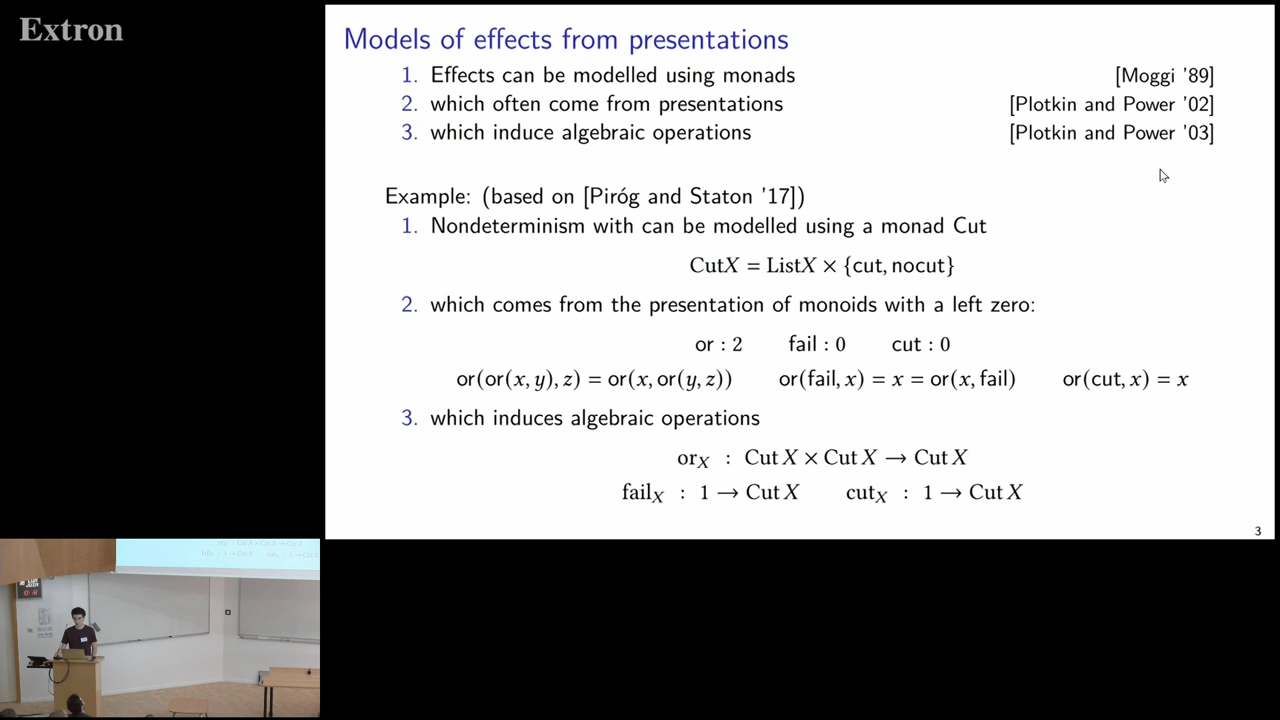 Extron
Models of effects from presentations
1. Effects can be modelled using monads [Moggi '89]
2. which often come from presentations [Plotkin and Power '02]
3. which induce algebraic operations [Plotkin and Power '03]
Example: (based on [Piróg and Staton '17])
1. Nondeterminism with can be modelled using a monad Cut
CutX = ListX × {cut, nocut}
2. which comes from the presentation of monoids with a left zero:
or : 2 fail : 0 cut : 0
or(or(x, y), z) = or(x, or(y, z)) or(fail, x) = x = or(x, fail) or(cut, x) = x
3. which induces algebraic operations
or_X : Cut X × Cut X → Cut X
fail_X : 1 → Cut X cut_X : 1 → Cut X
3